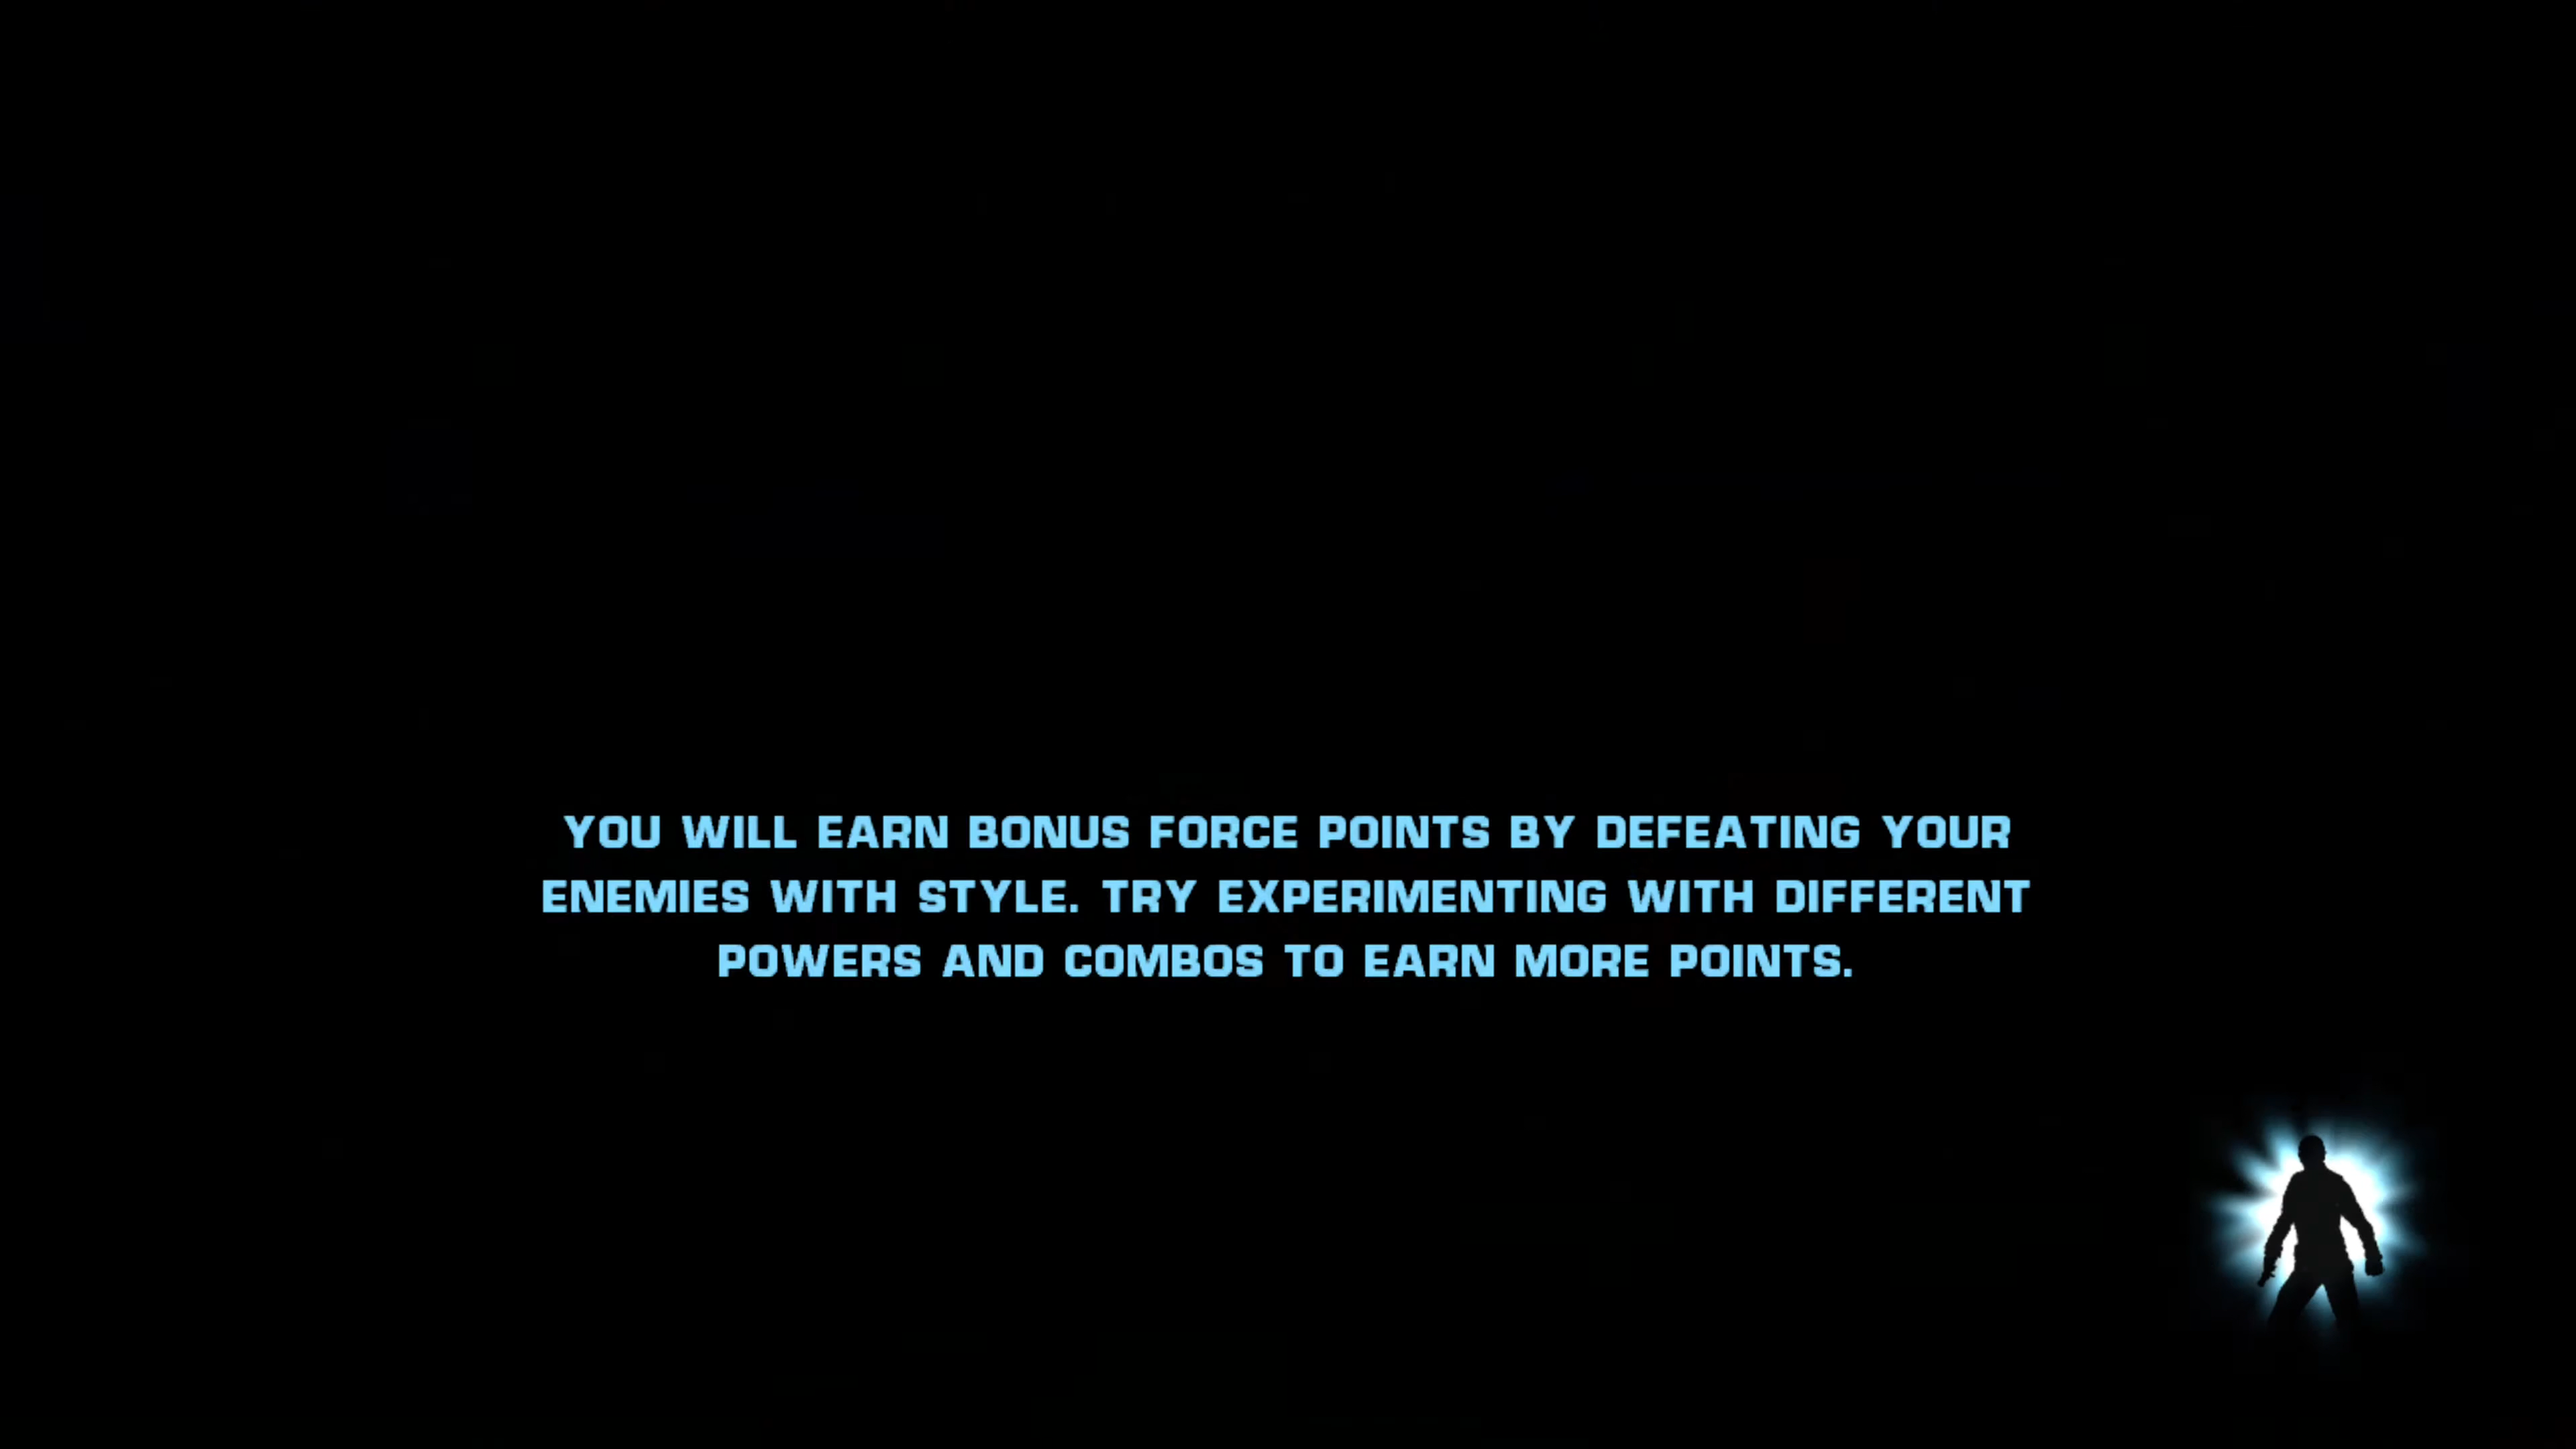 YOU WILL EARN BONUS FORCE POINTS BY DEFEATING YOUR
ENEMIES WITH STYLE. TRY EXPERIMENTING WITH DIFFERENT
POWERS AND COMBOS TO EARN MORE POINTS.